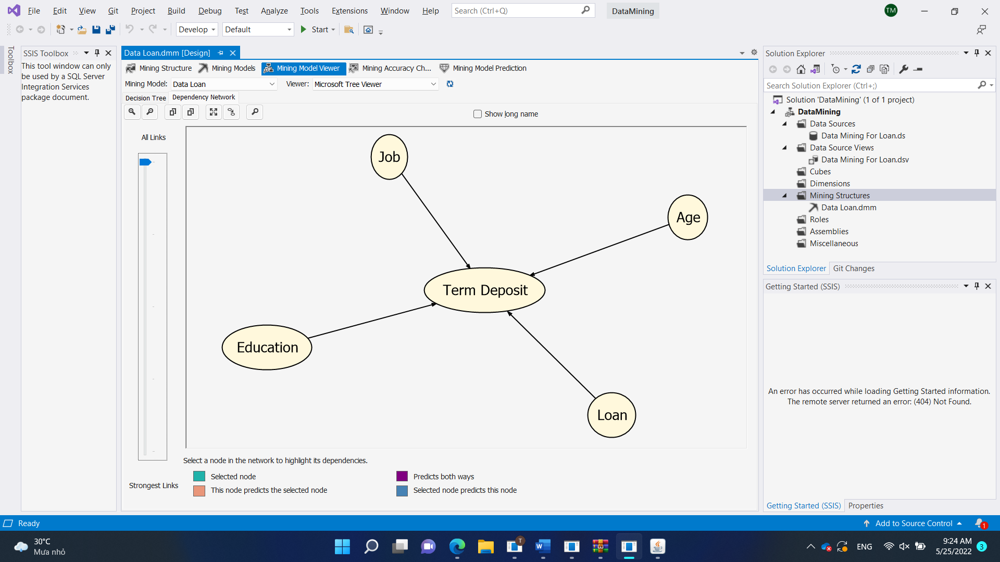 File Edit View Git Project Build Debug Test Analyze Tools Extensions Window Help Search (Ctrl+Q) DataMining TM
Develop Default Start
Toolbox
SSIS Toolbox
This tool window can only
be used by a SQL Server
Integration Services
package document.
Data Loan.dmm [Design]
Mining Structure Mining Models Mining Model Viewer Mining Accuracy Ch... Mining Model Prediction
Mining Model: Data Loan Viewer: Microsoft Tree Viewer
Decision Tree Dependency Network
Show long name
All Links
Job
Age
Term Deposit
Education
Loan
Strongest Links
Select a node in the network to highlight its dependencies.
Selected node Predicts both ways
This node predicts the selected node Selected node predicts this node
Solution Explorer
Search Solution Explorer (Ctrl+;)
Solution 'DataMining' (1 of 1 project)
DataMining
Data Sources
Data Mining For Loan.ds
Data Source Views
Data Mining For Loan.dsv
Cubes
Dimensions
Mining Structures
Data Loan.dmm
Roles
Assemblies
Miscellaneous
Solution Explorer Git Changes
Getting Started (SSIS)
An error has occurred while loading Getting Started information.
The remote server returned an error: (404) Not Found.
Getting Started (SSIS) Properties
Ready Add to Source Control 1
30°C
Mưa nhỏ
T
W
ENG
9:24 AM
5/25/2022
3